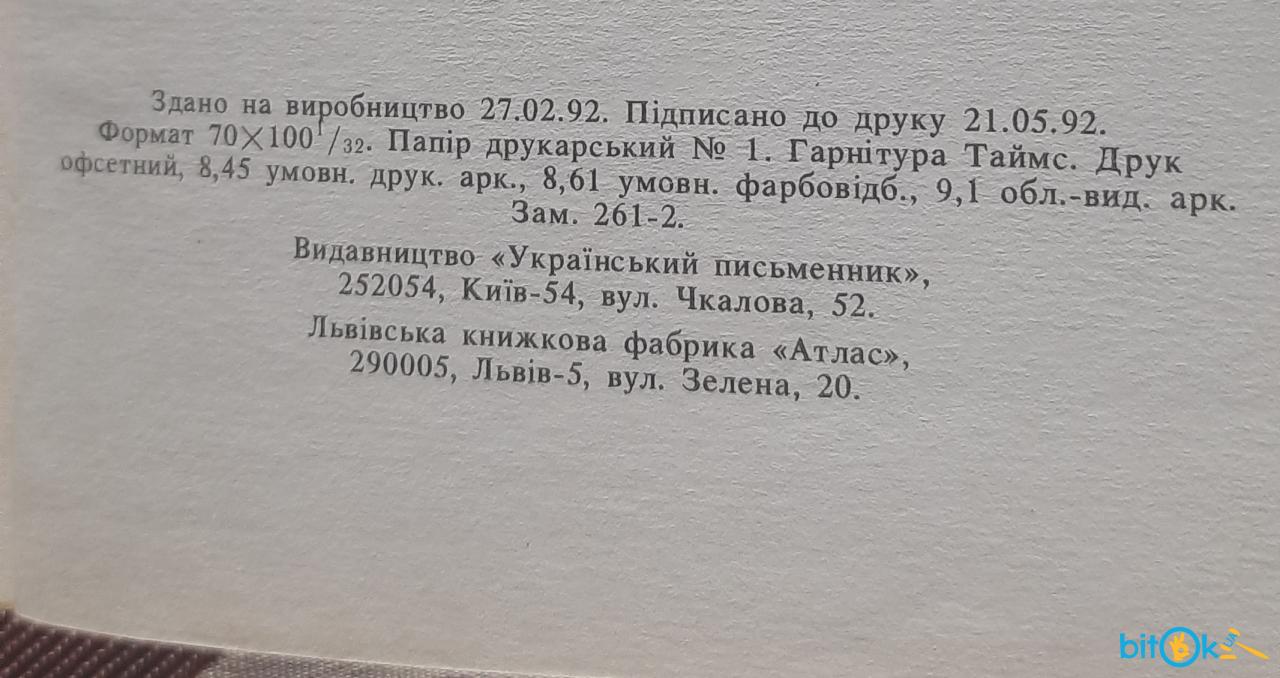 Здано на виробництво 27.02.92. Підписано до друку 21.05.92.
Формат 70×100 1/32. Папір друкарський № 1. Гарнітура Таймс. Друк
офсетний, 8,45 умовн. друк. арк., 8,61 умовн. фарбовідб., 9,1 обл.-вид. арк.
Зам. 261-2.
Видавництво «Український письменник»,
252054, Київ-54, вул. Чкалова, 52.
Львівська книжкова фабрика «Атлас»,
290005, Львів-5, вул. Зелена, 20.
bitOk
UA